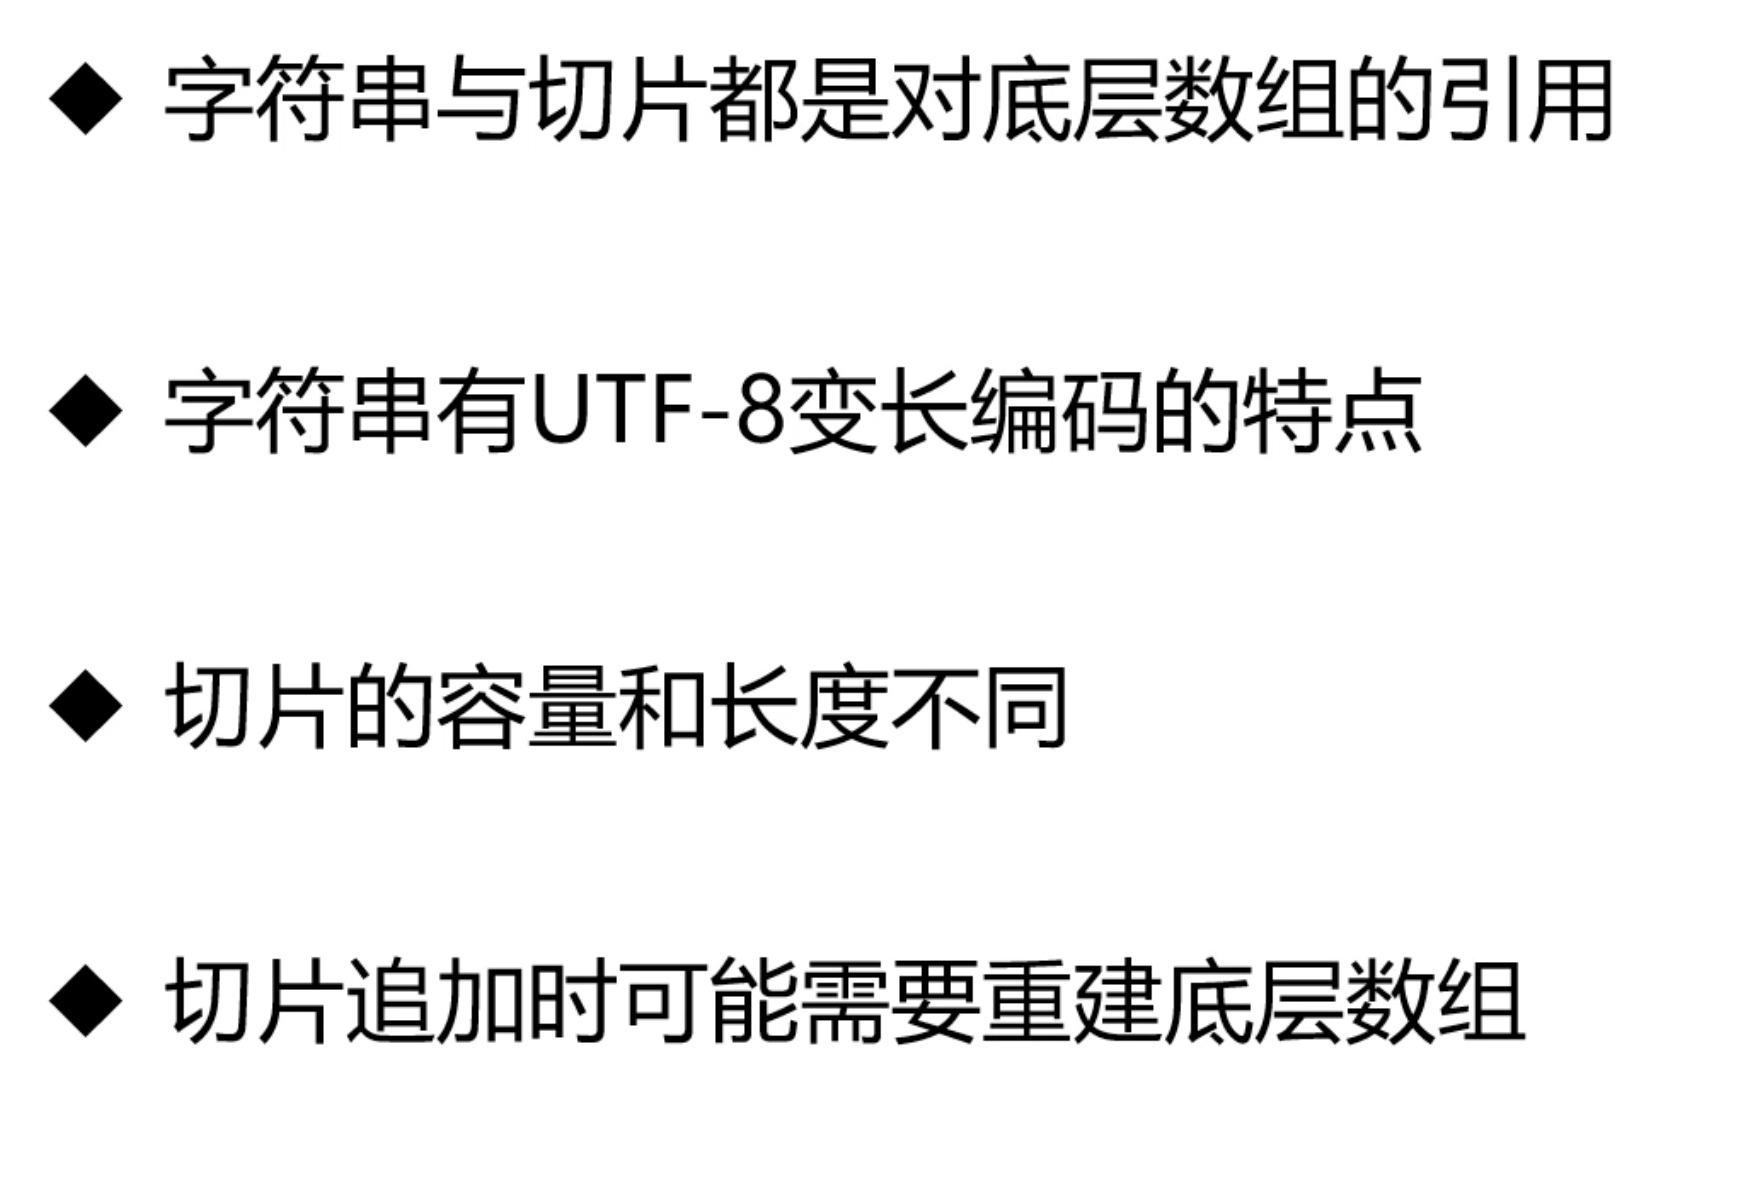 ◆ 字符串与切片都是对底层数组的引用
◆ 字符串有UTF-8变长编码的特点
◆ 切片的容量和长度不同
◆ 切片追加时可能需要重建底层数组